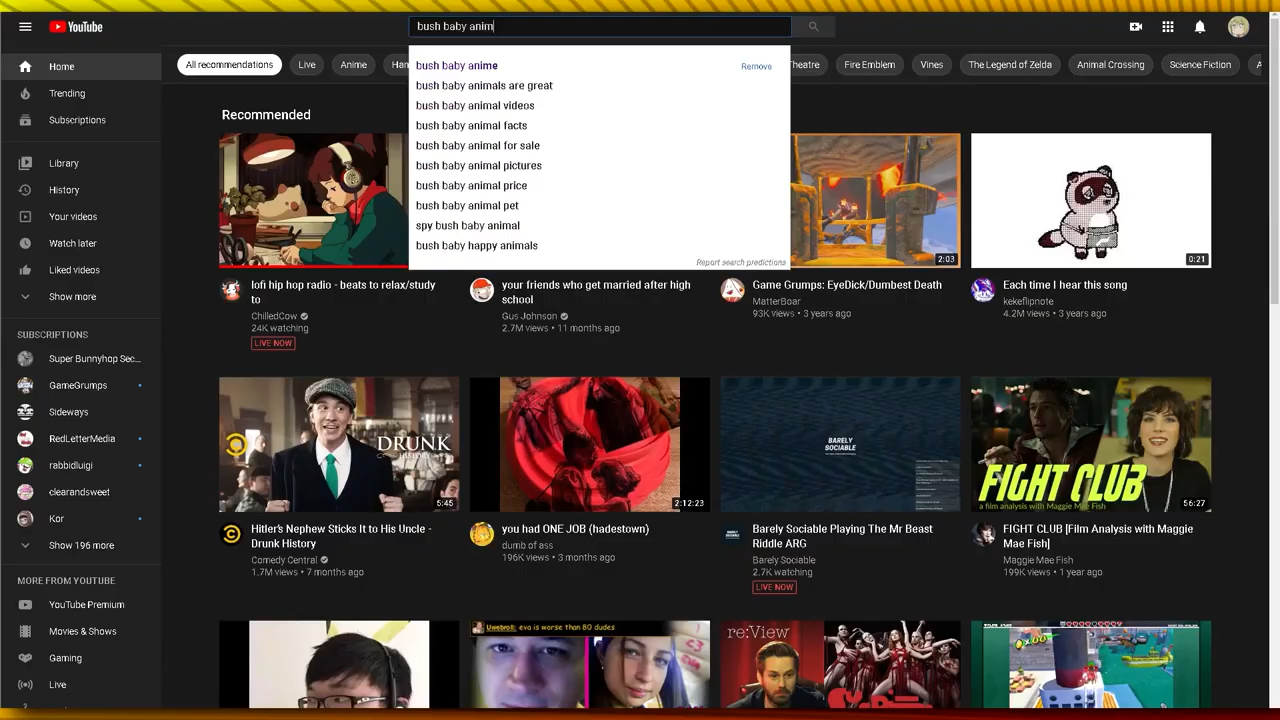 YouTube
bush baby anim
bush baby anime
Remove
bush baby animals are great
bush baby animal videos
bush baby animal facts
bush baby animal for sale
bush baby animal pictures
bush baby animal price
bush baby animal pet
spy bush baby animal
bush baby happy animals
Report search predictions
All recommendations
Live
Anime
Theatre
Fire Emblem
Vines
The Legend of Zelda
Animal Crossing
Science Fiction
Home
Trending
Subscriptions
Library
History
Your videos
Watch later
Liked videos
Show more
SUBSCRIPTIONS
Super Bunnyhop Sec...
GameGrumps
Sideways
RedLetterMedia
rabbidluigi
clearandsweet
Kor
Show 196 more
MORE FROM YOUTUBE
YouTube Premium
Movies & Shows
Gaming
Live
Recommended
2:03
0:21
lofi hip hop radio - beats to relax/study
to
ChilledCow
24K watching
LIVE NOW
your friends who get married after high
school
Gus Johnson
2.7M views • 11 months ago
Game Grumps: EyeDick/Dumbest Death
MatterBoar
93K views • 3 years ago
Each time I hear this song
kekeflipnote
4.2M views • 3 years ago
DRUNK
HISTORY
5:45
2:12:23
BARELY
SOCIABLE
FIGHT CLUB
a film analysis with Maggie Mae Fish
56:27
Hitler's Nephew Sticks It to His Uncle -
Drunk History
Comedy Central
1.7M views • 7 months ago
you had ONE JOB (hadestown)
dumb of ass
196K views • 3 months ago
Barely Sociable Playing The Mr Beast
Riddle ARG
Barely Sociable
2.7K watching
LIVE NOW
FIGHT CLUB [Film Analysis with Maggie
Mae Fish]
Maggie Mae Fish
199K views • 1 year ago
Uwebroll: eva is worse than 80 dudes
re:View